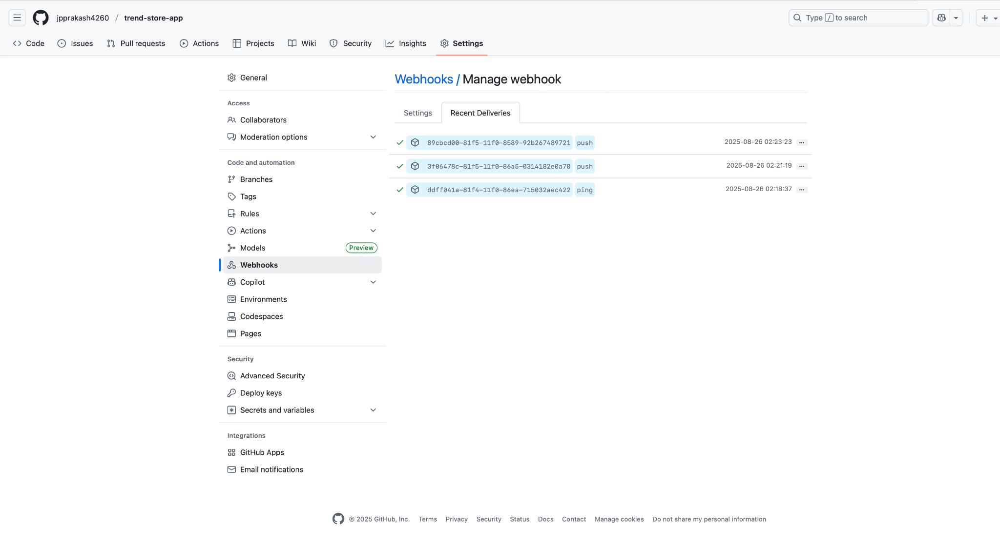 jpprakash4260 / trend-store-app
Type / to search
Code Issues Pull requests Actions Projects Wiki Security Insights Settings
General
Access
Collaborators
Moderation options
Code and automation
Branches
Tags
Rules
Actions
Models Preview
Webhooks
Copilot
Environments
Codespaces
Pages
Security
Advanced Security
Deploy keys
Secrets and variables
Integrations
GitHub Apps
Email notifications
Webhooks / Manage webhook
Settings Recent Deliveries
89cbcd00-81f5-11f0-8589-92b267489721 push 2025-08-26 02:23:23 ...
3f06478c-81f5-11f0-86a5-0314182e0a70 push 2025-08-26 02:21:19 ...
ddff041a-81f4-11f0-86ea-715032aec422 ping 2025-08-26 02:18:37 ...
© 2025 GitHub, Inc. Terms Privacy Security Status Docs Contact Manage cookies Do not share my personal information